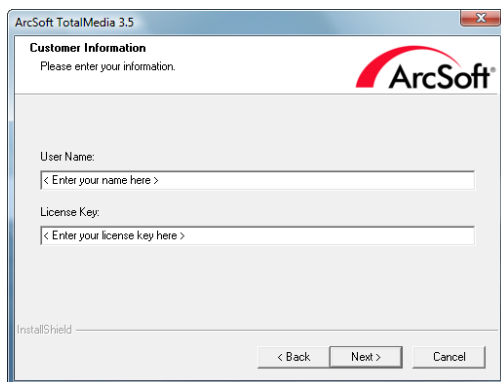 ArcSoft TotalMedia 3.5
Customer Information
Please enter your information.
ArcSoft®
User Name:
< Enter your name here >
License Key:
< Enter your license key here >
InstallShield
< Back
Next >
Cancel